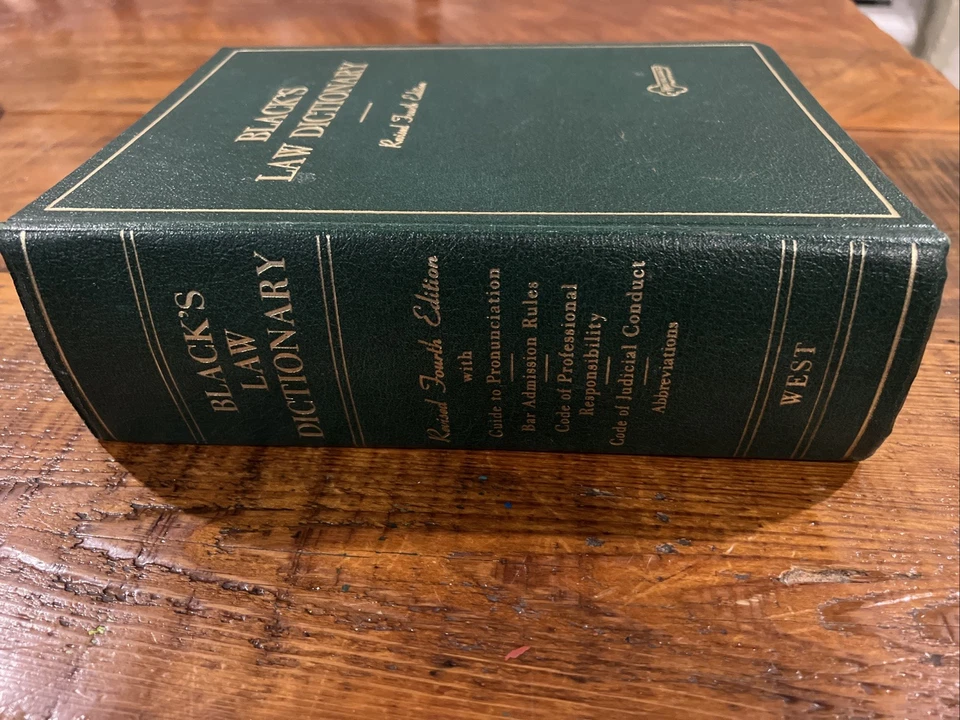 BLACK'S
LAW DICTIONARY
Revised Fourth Edition
BLACK'S
LAW
DICTIONARY
Revised Fourth Edition
with
Guide to Pronunciation
Bar Admission Rules
Code of Professional
Responsibility
Code of Judicial Conduct
Abbreviations
WEST